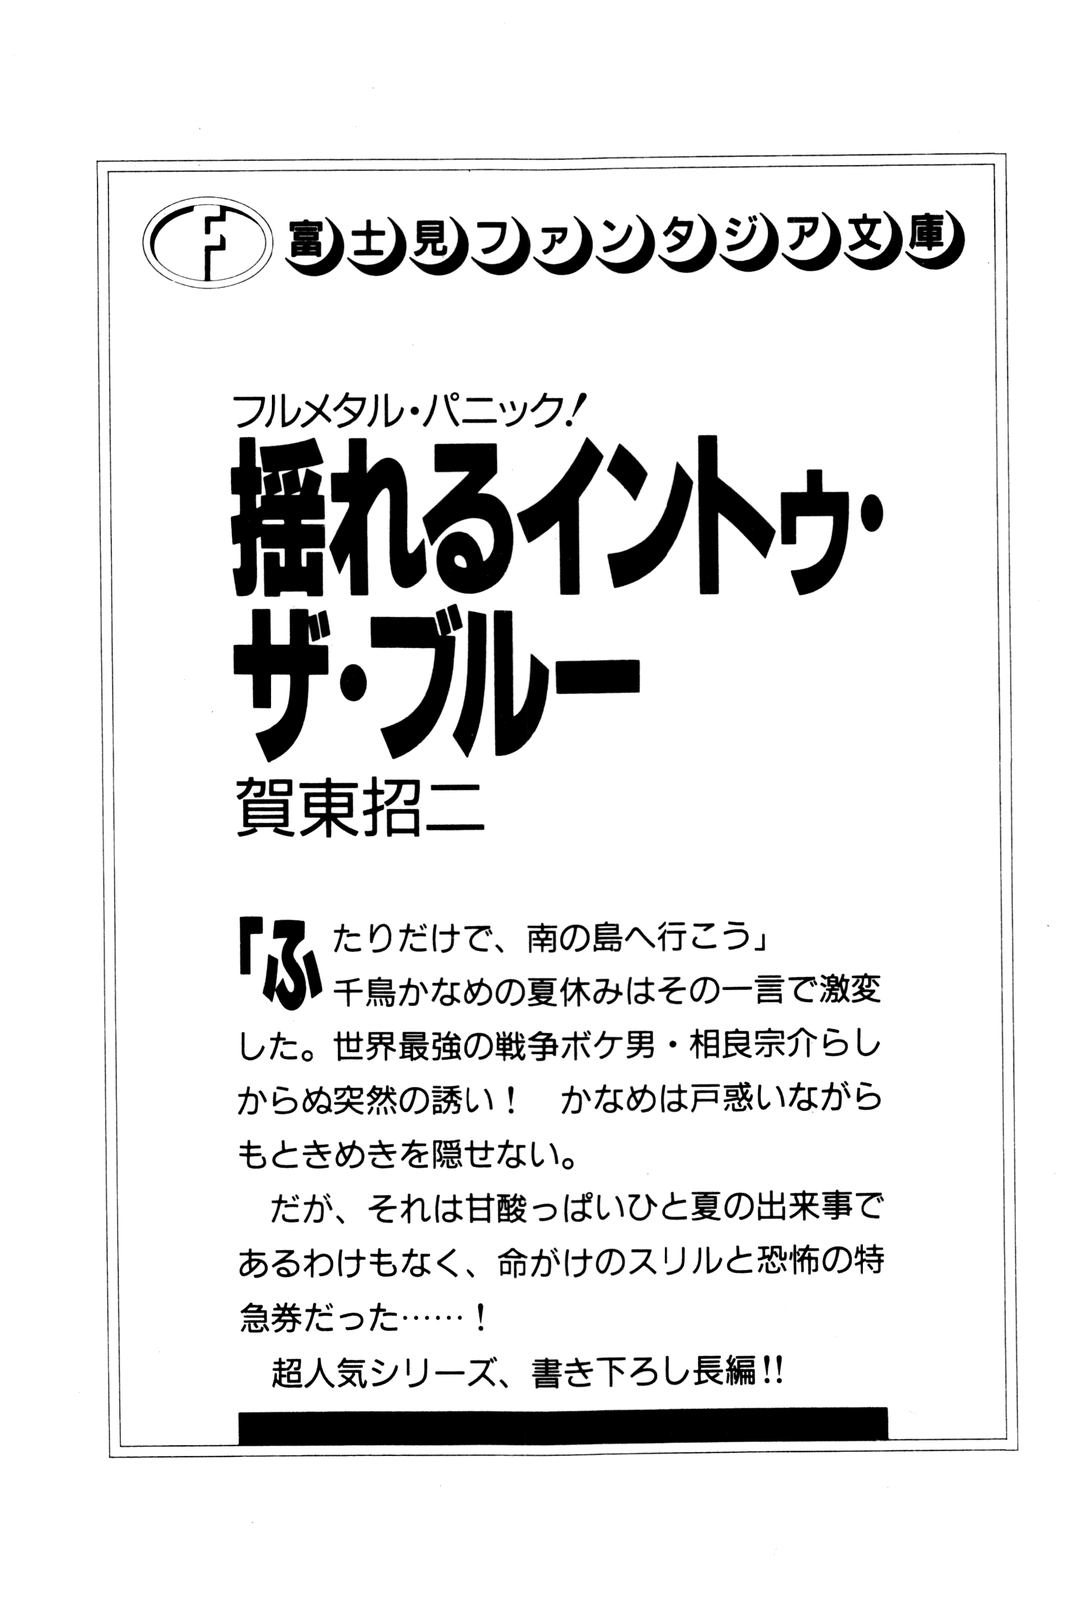 富士見ファンタジア文庫
フルメタル・パニック!
揺れるイントゥ・
ザ・ブルー
賀東招二
「ふたりだけで、南の島へ行こう」
千鳥かなめの夏休みはその一言で激変
した。世界最強の戦争ボケ男・相良宗介らし
からぬ突然の誘い！　かなめは戸惑いながら
もときめきを隠せない。
　だが、それは甘酸っぱいひと夏の出来事で
あるわけもなく、命がけのスリルと恐怖の特
急券だった……！
　超人気シリーズ、書き下ろし長編!!